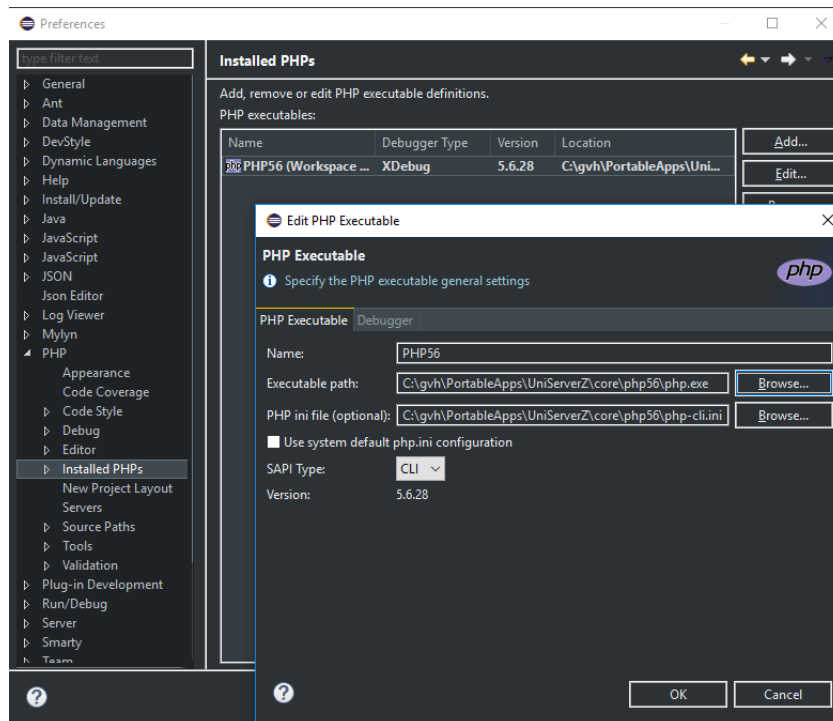 Preferences
type filter text
General
Ant
Data Management
DevStyle
Dynamic Languages
Help
Install/Update
Java
JavaScript
JavaScript
JSON
Json Editor
Log Viewer
Mylyn
PHP
Appearance
Code Coverage
Code Style
Debug
Editor
Installed PHPs
New Project Layout
Servers
Source Paths
Tools
Validation
Plug-in Development
Run/Debug
Server
Smarty
Team
Installed PHPs
Add, remove or edit PHP executable definitions.
PHP executables:
Name Debugger Type Version Location
php PHP56 (Workspace ... XDebug 5.6.28 C:\gvh\PortableApps\Uni...
Add...
Edit...
Edit PHP Executable
PHP Executable
Specify the PHP executable general settings
php
PHP Executable Debugger
Name: PHP56
Executable path: C:\gvh\PortableApps\UniServerZ\core\php56\php.exe Browse...
PHP ini file (optional): C:\gvh\PortableApps\UniServerZ\core\php56\php-cli.ini Browse...
Use system default php.ini configuration
SAPI Type: CLI
Version: 5.6.28
OK Cancel